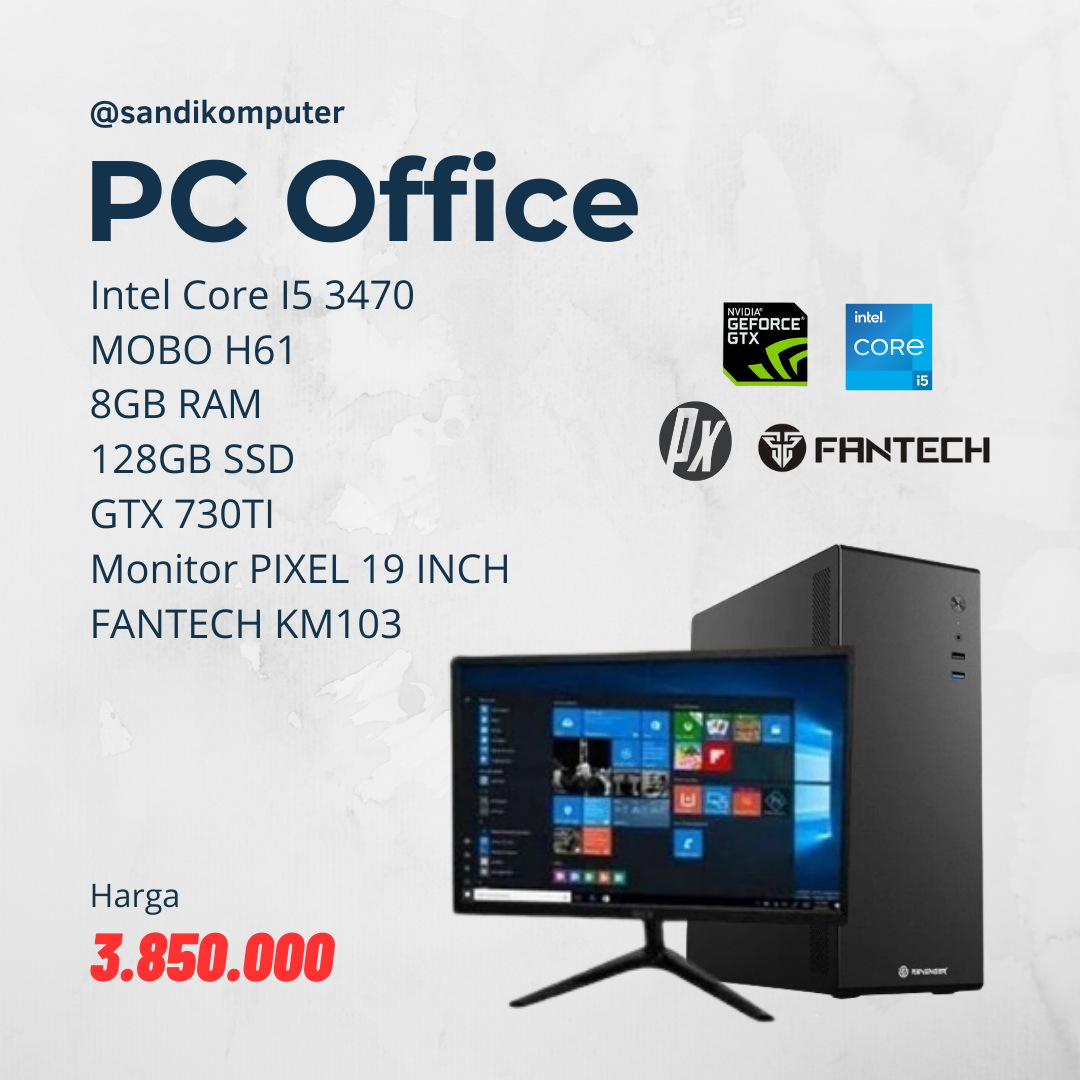 @sandikomputer
PC Office
Intel Core I5 3470
MOBO H61
8GB RAM
128GB SSD
GTX 730TI
Monitor PIXEL 19 INCH
FANTECH KM103
NVIDIA®
GEFORCE®
GTX
intel.
CORE
i5
px
FANTECH
Harga
3.850.000